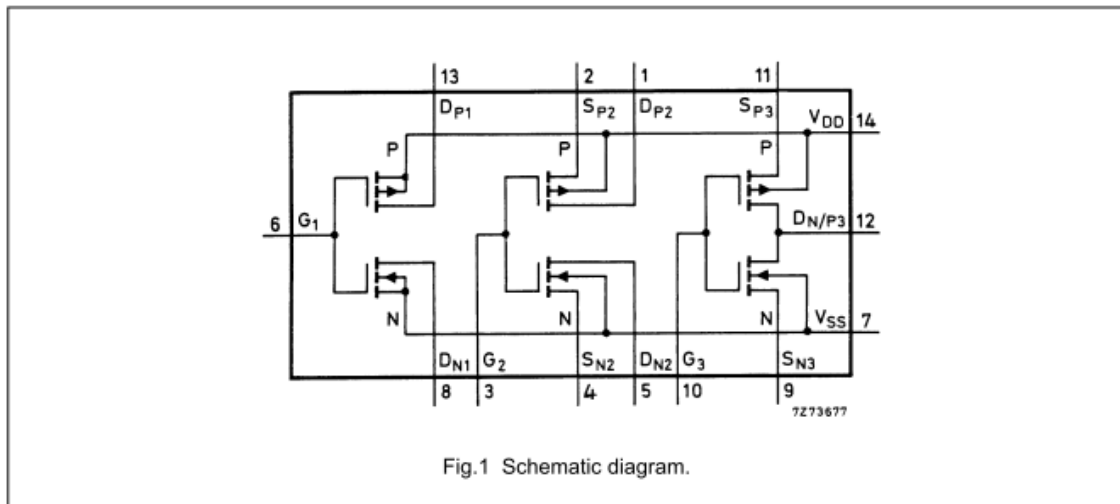 13 2 1 11
DP1 SP2 DP2 SP3
VDD 14
P P P
6 G1
DN/P3 12
N N N
VSS 7
DN1 G2 SN2 DN2 G3 SN3
8 3 4 5 10 9
7Z73677
Fig.1 Schematic diagram.